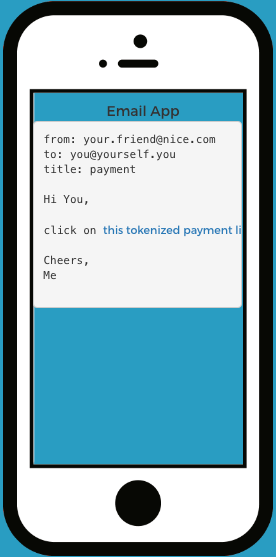 Email App
from: your.friend@nice.com
to: you@yourself.you
title: payment
Hi You,
click on this tokenized payment li
Cheers,
Me